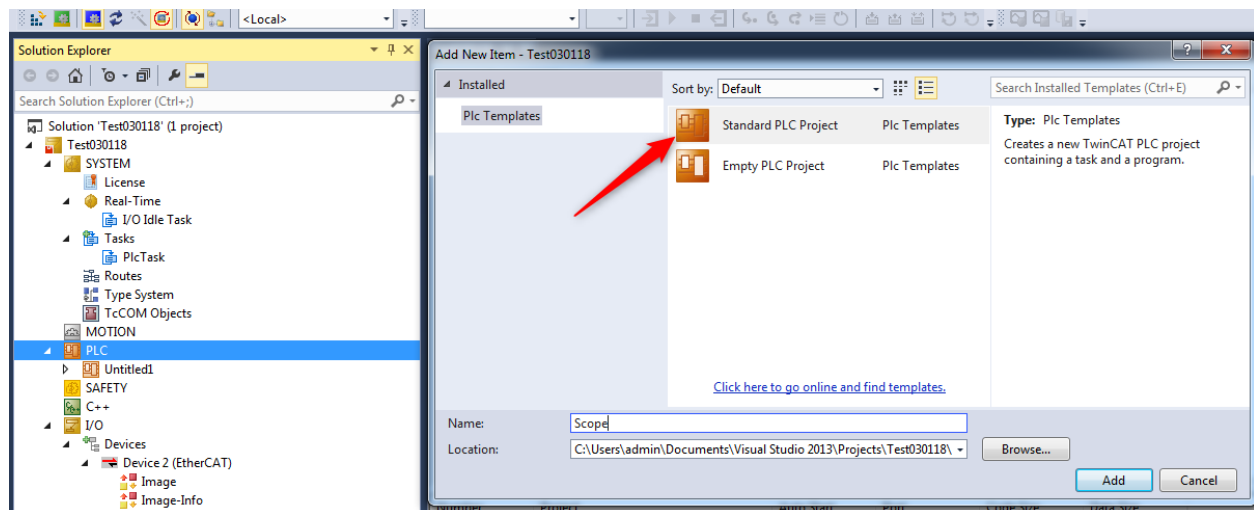 <Local>
Solution Explorer
Search Solution Explorer (Ctrl+;)
Solution 'Test030118' (1 project)
Test030118
SYSTEM
License
Real-Time
I/O Idle Task
Tasks
PlcTask
Routes
Type System
TcCOM Objects
MOTION
PLC
Untitled1
SAFETY
C++
I/O
Devices
Device 2 (EtherCAT)
Image
Image-Info
Add New Item - Test030118
Installed
Plc Templates
Sort by: Default
Search Installed Templates (Ctrl+E)
Standard PLC Project Plc Templates
Empty PLC Project Plc Templates
Type: Plc Templates
Creates a new TwinCAT PLC project
containing a task and a program.
Click here to go online and find templates.
Name: Scope
Location: C:\Users\admin\Documents\Visual Studio 2013\Projects\Test030118\
Browse...
Add Cancel